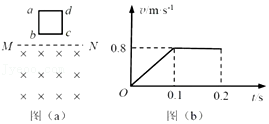 a d
b c
M N
× × × ×
× × × ×
× × × ×
图（a）
v/m·s⁻¹
0.8
O 0.1 0.2 t/s
图（b）